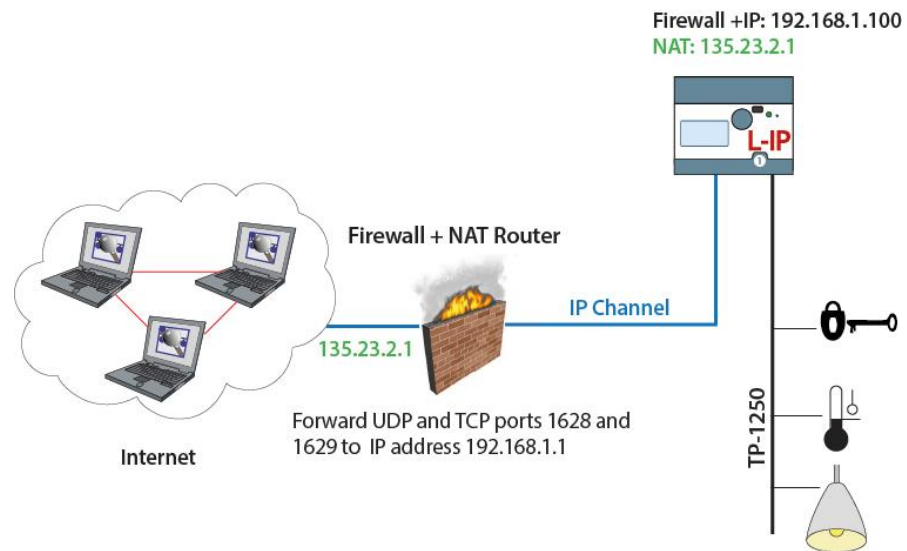 Firewall +IP: 192.168.1.100
NAT: 135.23.2.1
L-IP
1
Firewall + NAT Router
IP Channel
135.23.2.1
Forward UDP and TCP ports 1628 and
1629 to IP address 192.168.1.1
Internet
TP-1250